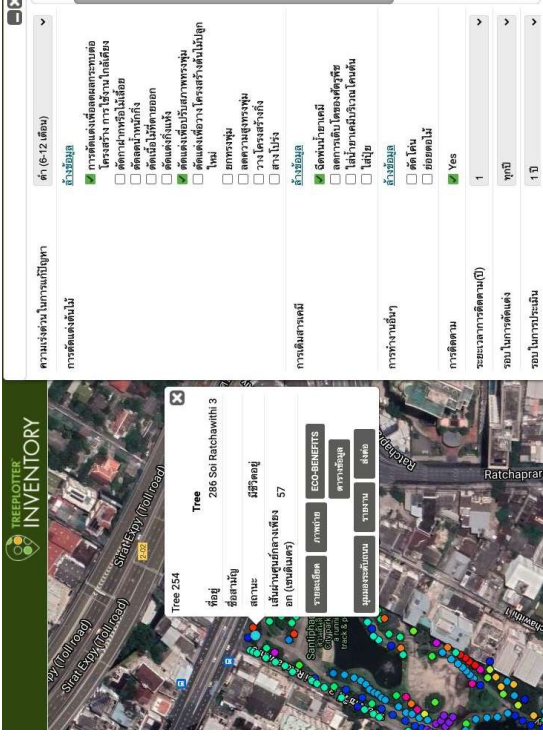 TREEPLOTTER
INVENTORY
py (Toll road)
Sirat Expy (Toll road)
Sirat Expy (Toll road)
2-02
Tree 254
Tree
ที่อยู่ 286 Soi Ratchawithi 3
ชื่อสามัญ
สถานะ มีชีวิตอยู่
เส้นผ่านศูนย์กลางเพียง 57
อก (เซนติเมตร)
รายละเอียด ภาพถ่าย ECO-BENEFITS
ตารางข้อมูล
มุมมองระดับถนน รายงาน ส่งต่อ
Santiphap
Citypark
a runni
track & p
Ratchaprar
ความเร่งด่วนในการแก้ปัญหา ต่ำ (6-12 เดือน)
การตัดแต่งต้นไม้ ล้างข้อมูล
การตัดแต่งเพื่อลดผลกระทบต่อ
โครงสร้าง การใช้งานใกล้เคียง
ตัดกาฝากหรือไม้เลื้อย
ตัดลดน้ำหนักกิ่ง
ตัดเนื้อไม้ที่ตายออก
ตัดแต่งกิ่งแห้ง
ตัดแต่งเพื่อปรับสภาพทรงพุ่ม
ตัดแต่งเพื่อวางโครงสร้างต้นไม้ปลูก
ใหม่
ยกทรงพุ่ม
ลดความสูงทรงพุ่ม
วางโครงสร้างกิ่ง
สางโปร่ง
การเติมสารเคมี ล้างข้อมูล
ฉีดพ่นน้ำยาเคมี
ลดการเติบโตของศัตรูพืช
ใส่น้ำยาเคมีบริเวณโคนต้น
ใส่ปุ๋ย
การทำงานอื่นๆ ล้างข้อมูล
ตัดโค่น
ย่อยตอไม้
การติดตาม Yes
ระยะเวลาการติดตาม(ปี) 1
รอบในการตัดแต่ง ทุกปี
รอบในการประเมิน 1 ปี